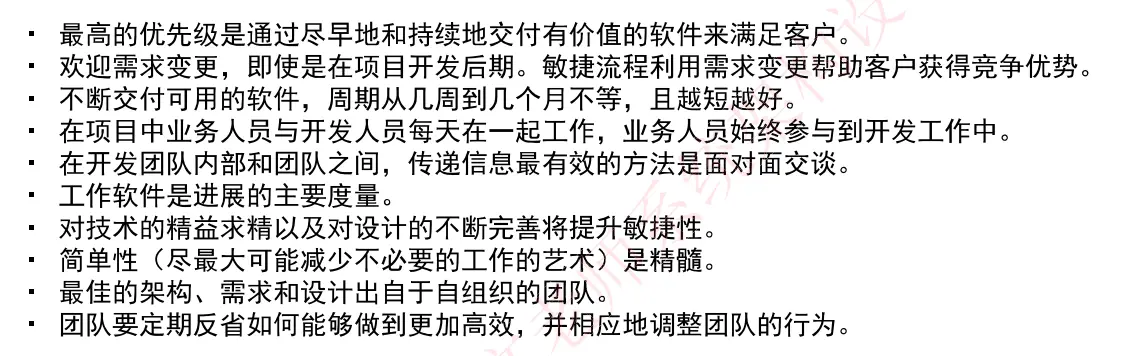 ▪ 最高的优先级是通过尽早地和持续地交付有价值的软件来满足客户。
▪ 欢迎需求变更，即使是在项目开发后期。敏捷流程利用需求变更帮助客户获得竞争优势。
▪ 不断交付可用的软件，周期从几周到几个月不等，且越短越好。
▪ 在项目中业务人员与开发人员每天在一起工作，业务人员始终参与到开发工作中。
▪ 在开发团队内部和团队之间，传递信息最有效的方法是面对面交谈。
▪ 工作软件是进展的主要度量。
▪ 对技术的精益求精以及对设计的不断完善将提升敏捷性。
▪ 简单性（尽最大可能减少不必要的工作的艺术）是精髓。
▪ 最佳的架构、需求和设计出自于自组织的团队。
▪ 团队要定期反省如何能够做到更加高效，并相应地调整团队的行为。
老师系统架构设